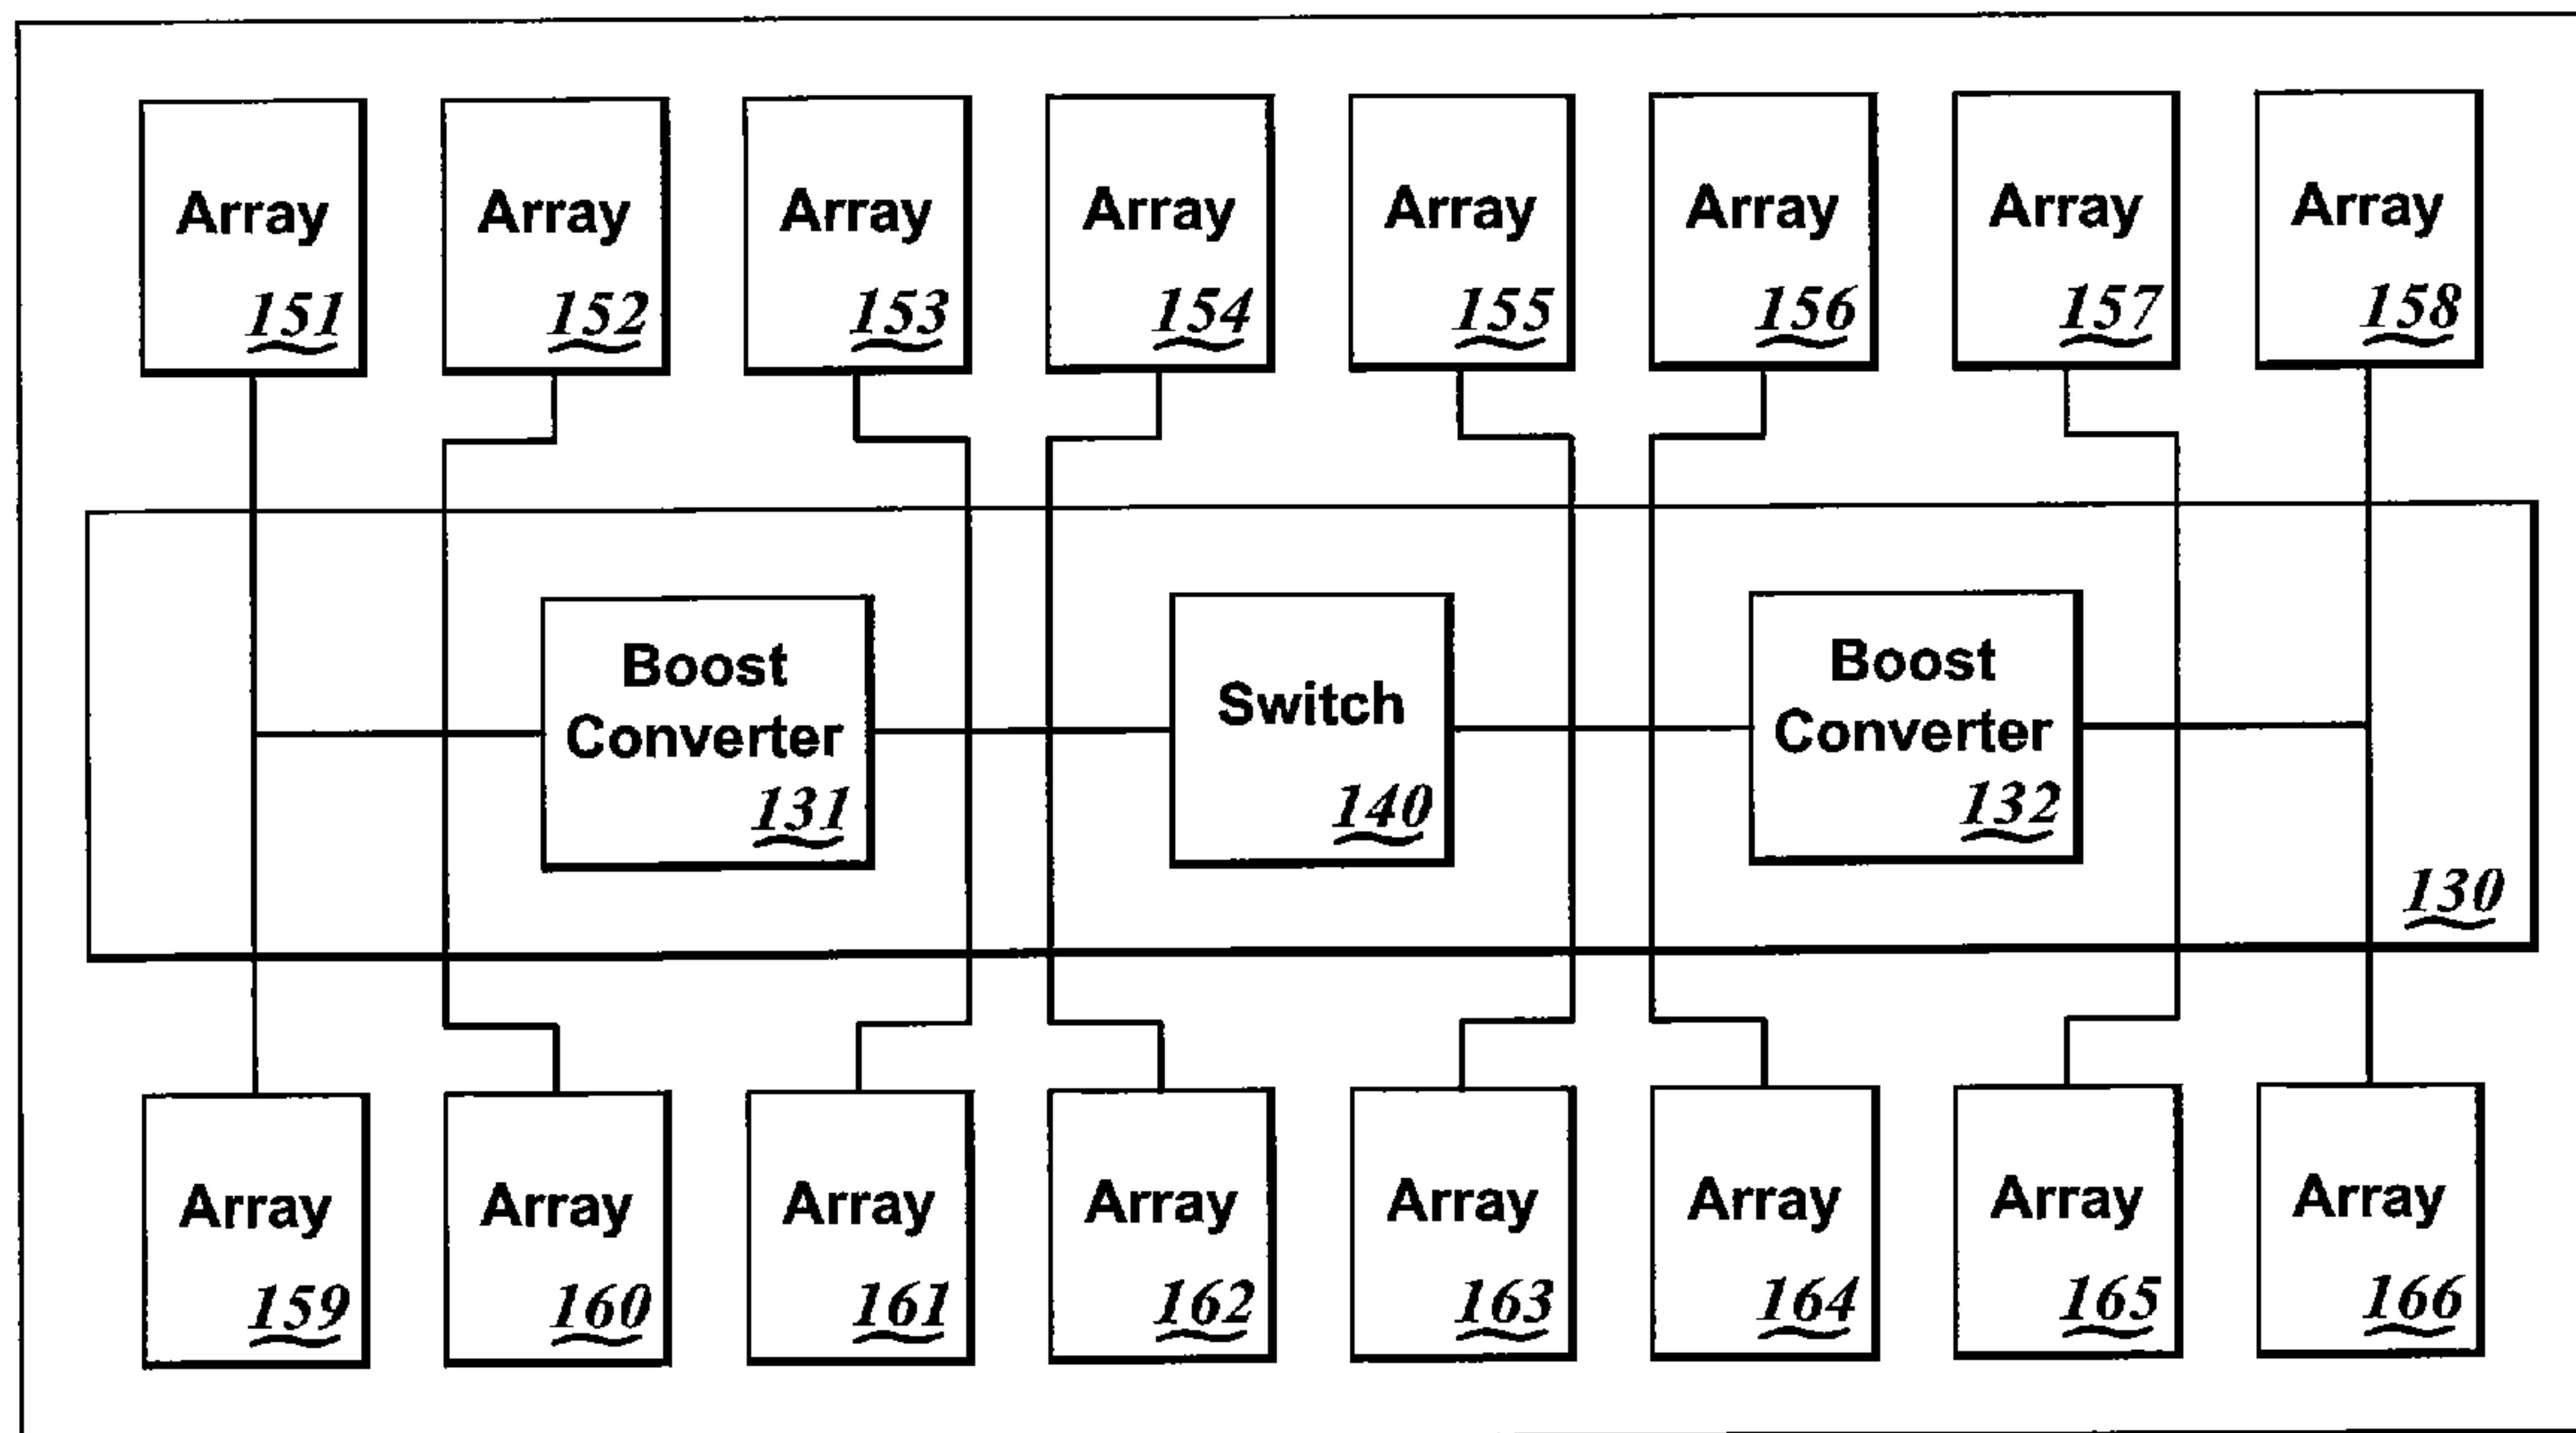 Array Array Array Array Array Array Array Array
151 152 153 154 155 156 157 158
Boost
Converter
131
Switch
140
Boost
Converter
132
130
Array Array Array Array Array Array Array Array
159 160 161 162 163 164 165 166